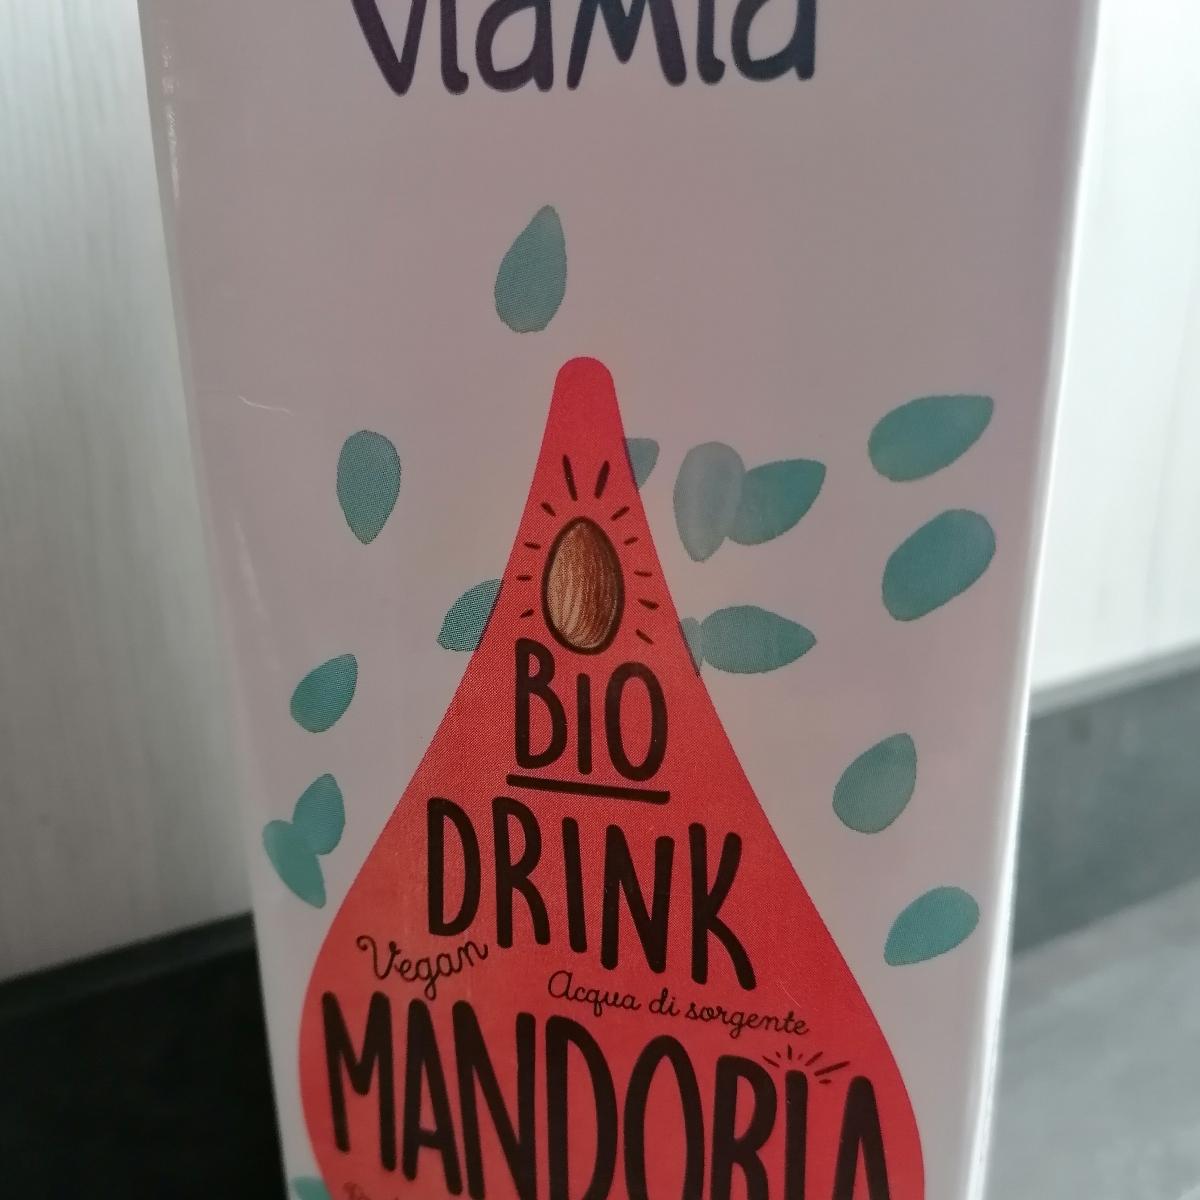 ViaMia
BIO
DRINK
Vegan
Acqua di sorgente
MANDORLA